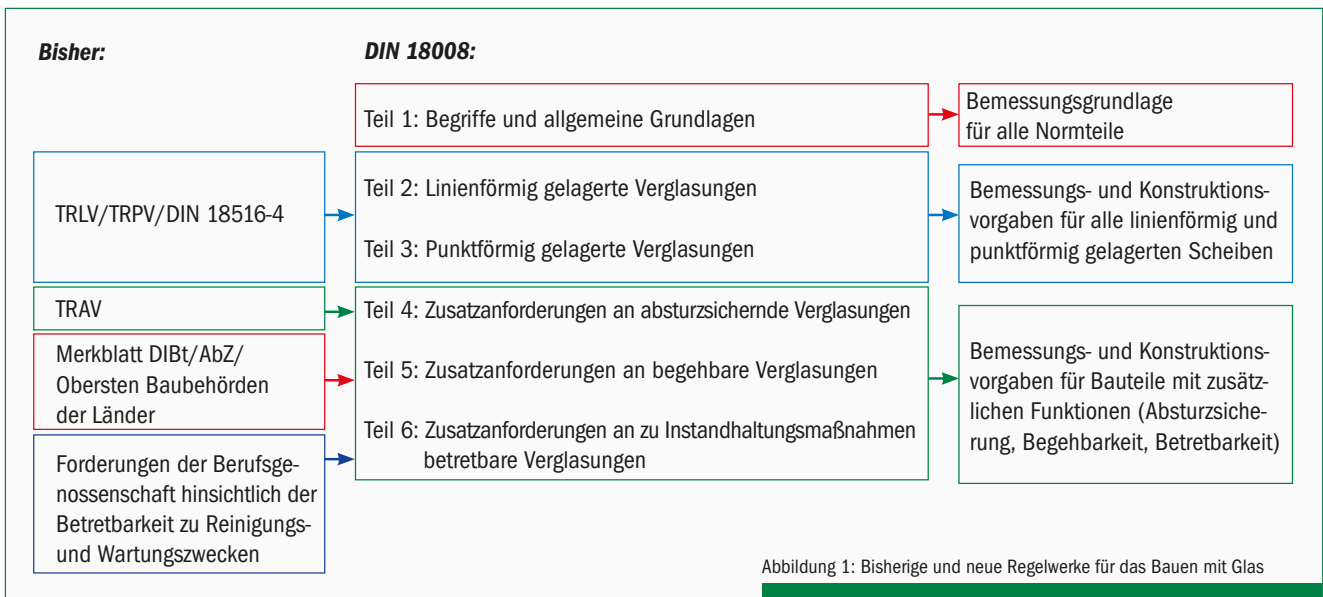 Bisher:
DIN 18008:
Teil 1: Begriffe und allgemeine Grundlagen
Bemessungsgrundlage
für alle Normteile
TRLV/TRPV/DIN 18516-4
Teil 2: Linienförmig gelagerte Verglasungen
Teil 3: Punktförmig gelagerte Verglasungen
Bemessungs- und Konstruktions-
vorgaben für alle linienförmig und
punktförmig gelagerten Scheiben
TRAV
Merkblatt DIBt/AbZ/
Obersten Baubehörden
der Länder
Forderungen der Berufsge-
nossenschaft hinsichtlich der
Betretbarkeit zu Reinigungs-
und Wartungszwecken
Teil 4: Zusatzanforderungen an absturzsichernde Verglasungen
Teil 5: Zusatzanforderungen an begehbare Verglasungen
Teil 6: Zusatzanforderungen an zu Instandhaltungsmaßnahmen
betretbare Verglasungen
Bemessungs- und Konstruktions-
vorgaben für Bauteile mit zusätz-
lichen Funktionen (Absturzsiche-
rung, Begehbarkeit, Betretbarkeit)
Abbildung 1: Bisherige und neue Regelwerke für das Bauen mit Glas